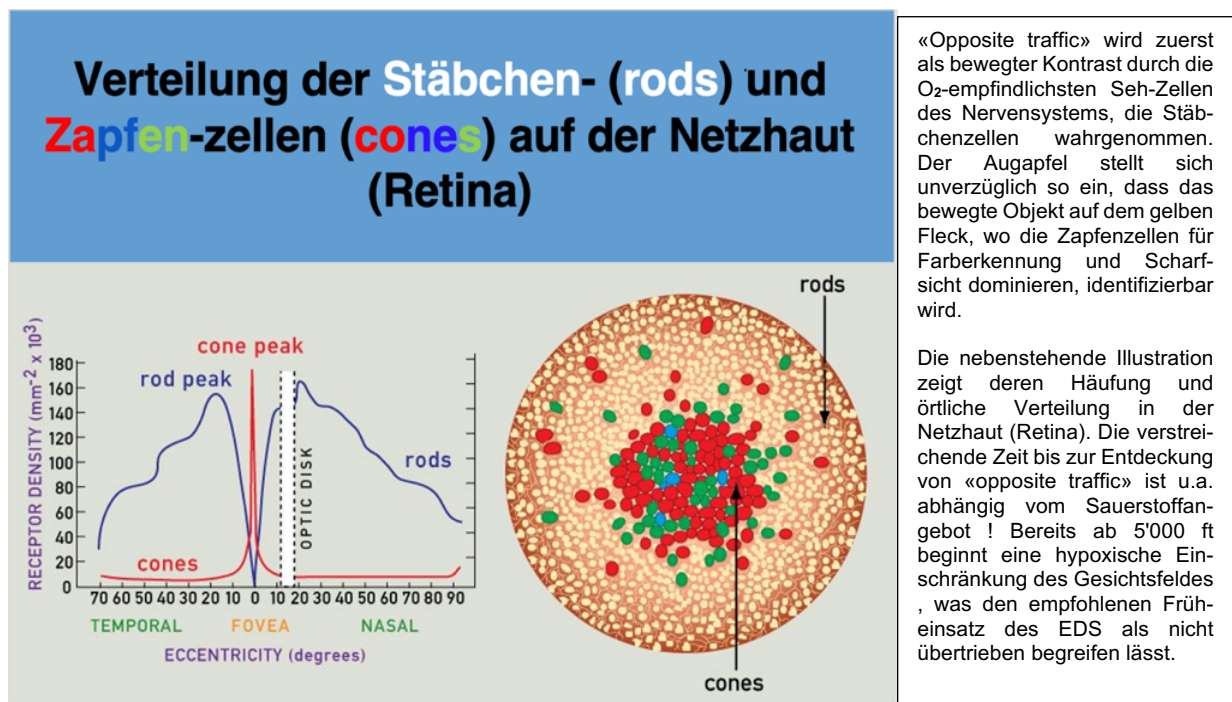 Verteilung der Stäbchen- (rods) und
Zapfen-zellen (cones) auf der Netzhaut
(Retina)
RECEPTOR DENSITY (mm⁻² x 10³)
180
160
140
120
100
80
60
40
20
0
cone peak
rod peak
rods
cones
OPTIC DISK
70 60 50 40 30 20 10 0 10 20 30 40 50 60 70 80 90
TEMPORAL FOVEA NASAL
ECCENTRICITY (degrees)
rods
cones
«Opposite traffic» wird zuerst
als bewegter Kontrast durch die
O₂-empfindlichsten Seh-Zellen
des Nervensystems, die Stäb-
chenzellen wahrgenommen.
Der Augapfel stellt sich
unverzüglich so ein, dass das
bewegte Objekt auf dem gelben
Fleck, wo die Zapfenzellen für
Farberkennung und Scharf-
sicht dominieren, identifizierbar
wird.
Die nebenstehende Illustration
zeigt deren Häufung und
örtliche Verteilung in der
Netzhaut (Retina). Die verstrei-
chende Zeit bis zur Entdeckung
von «opposite traffic» ist u.a.
abhängig vom Sauerstoffan-
gebot ! Bereits ab 5'000 ft
beginnt eine hypoxische Ein-
schränkung des Gesichtsfeldes
, was den empfohlenen Früh-
einsatz des EDS als nicht
übertrieben begreifen lässt.